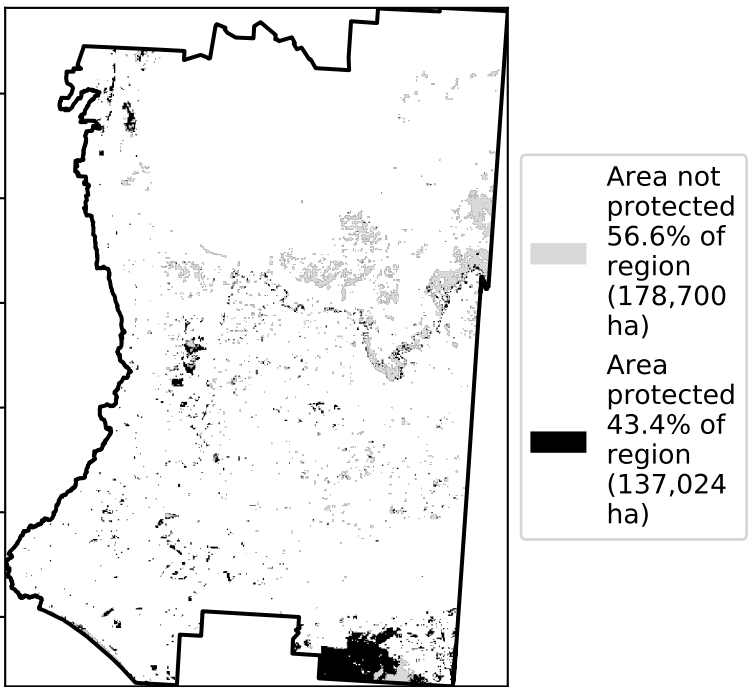 Area not
protected
56.6% of
region
(178,700
ha)
Area
protected
43.4% of
region
(137,024
ha)